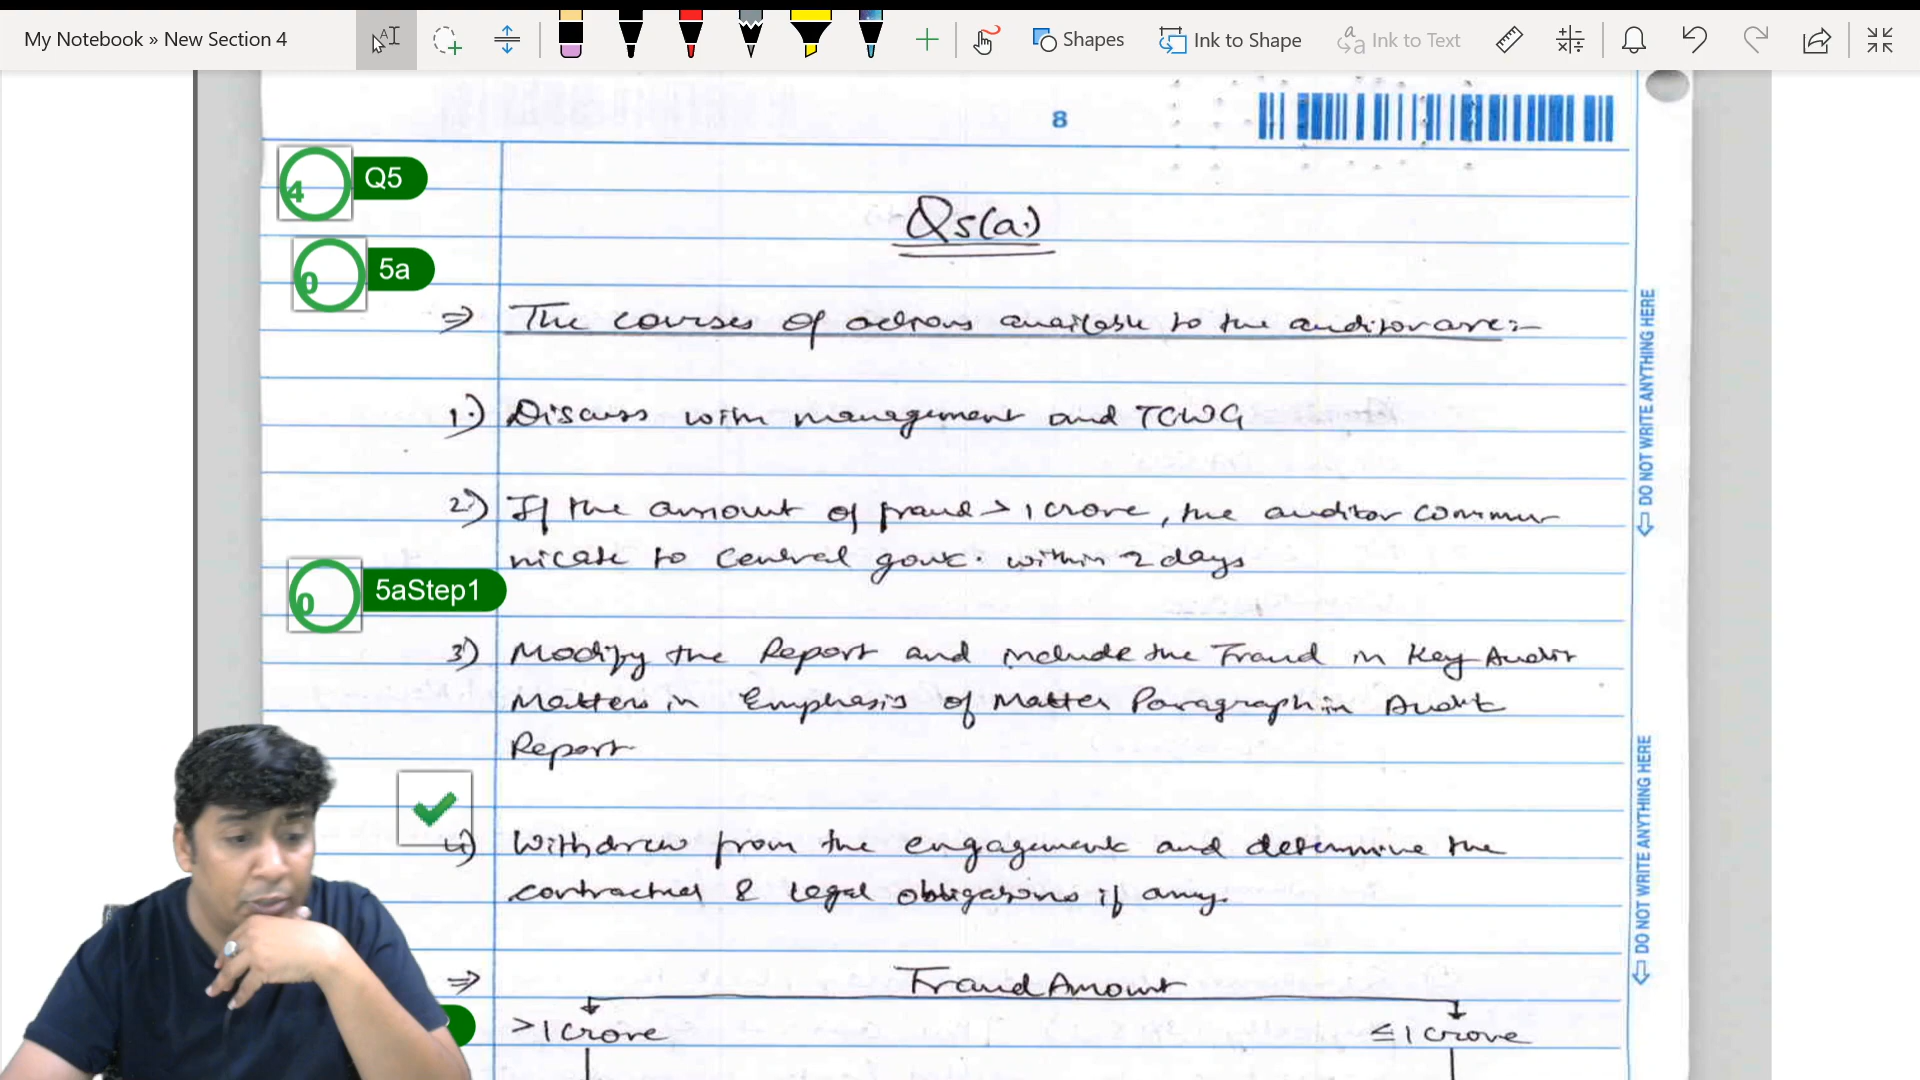 My Notebook » New Section 4
Shapes
Ink to Shape
Ink to Text
8
4 Q5
Q5(a.)
0 5a
⇒ The courses of actions available to the auditor are:-
1.) Discuss with management and TCWG
2.) If the amount of fraud > 1 crore, the auditor commu-
nicate to Central govt. within 2 days
0 5aStep1
3) Modify the Report and include the Fraud in Key Audit
Matters in Emphasis of Matter Paragraph in Audit
Report
4) Withdrew from the engagement and determine the
contractual & legal obligations if any.
⇒ Fraud Amount
>1 crore ≤ 1 crore
DO NOT WRITE ANYTHING HERE
DO NOT WRITE ANYTHING HERE